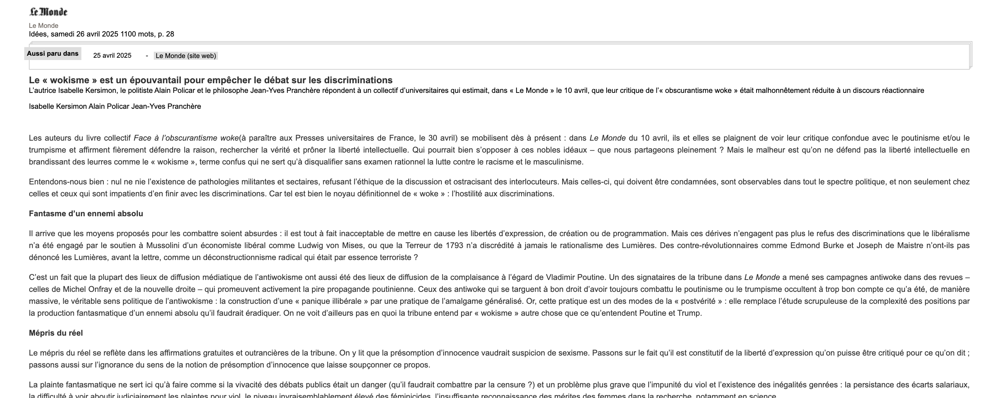 Le Monde
Le Monde
Idées, samedi 26 avril 2025 1100 mots, p. 28
Aussi paru dans 25 avril 2025 - Le Monde (site web)
Le « wokisme » est un épouvantail pour empêcher le débat sur les discriminations
L’autrice Isabelle Kersimon, le politiste Alain Policar et le philosophe Jean-Yves Pranchère répondent à un collectif d’universitaires qui estimait, dans « Le Monde » le 10 avril, que leur critique de l’« obscurantisme woke » était malhonnêtement réduite à un discours réactionnaire
Isabelle Kersimon Alain Policar Jean-Yves Pranchère
Les auteurs du livre collectif Face à l’obscurantisme woke(à paraître aux Presses universitaires de France, le 30 avril) se mobilisent dès à présent : dans Le Monde du 10 avril, ils et elles se plaignent de voir leur critique confondue avec le poutinisme et/ou le
trumpisme et affirment fièrement défendre la raison, rechercher la vérité et prôner la liberté intellectuelle. Qui pourrait bien s’opposer à ces nobles idéaux – que nous partageons pleinement ? Mais le malheur est qu’on ne défend pas la liberté intellectuelle en
brandissant des leurres comme le « wokisme », terme confus qui ne sert qu’à disqualifier sans examen rationnel la lutte contre le racisme et le masculinisme.
Entendons-nous bien : nul ne nie l’existence de pathologies militantes et sectaires, refusant l’éthique de la discussion et ostracisant des interlocuteurs. Mais celles-ci, qui doivent être condamnées, sont observables dans tout le spectre politique, et non seulement chez
celles et ceux qui sont impatients d’en finir avec les discriminations. Car tel est bien le noyau définitionnel de « woke » : l’hostilité aux discriminations.
Fantasme d’un ennemi absolu
Il arrive que les moyens proposés pour les combattre soient absurdes : il est tout à fait inacceptable de mettre en cause les libertés d’expression, de création ou de programmation. Mais ces dérives n’engagent pas plus le refus des discriminations que le libéralisme
n’a été engagé par le soutien à Mussolini d’un économiste libéral comme Ludwig von Mises, ou que la Terreur de 1793 n’a discrédité à jamais le rationalisme des Lumières. Des contre-révolutionnaires comme Edmond Burke et Joseph de Maistre n’ont-ils pas
dénoncé les Lumières, avant la lettre, comme un déconstructionnisme radical qui était par essence terroriste ?
C’est un fait que la plupart des lieux de diffusion médiatique de l’antiwokisme ont aussi été des lieux de diffusion de la complaisance à l’égard de Vladimir Poutine. Un des signataires de la tribune dans Le Monde a mené ses campagnes antiwoke dans des revues –
celles de Michel Onfray et de la nouvelle droite – qui promeuvent activement la pire propagande poutinienne. Ceux des antiwoke qui se targuent à bon droit d’avoir toujours combattu le poutinisme ou le trumpisme occultent à trop bon compte ce qu’a été, de manière
massive, le véritable sens politique de l’antiwokisme : la construction d’une « panique illibérale » par une pratique de l’amalgame généralisé. Or, cette pratique est un des modes de la « postvérité » : elle remplace l’étude scrupuleuse de la complexité des positions par
la production fantasmatique d’un ennemi absolu qu’il faudrait éradiquer. On ne voit d’ailleurs pas en quoi la tribune entend par « wokisme » autre chose que ce qu’entendent Poutine et Trump.
Mépris du réel
Le mépris du réel se reflète dans les affirmations gratuites et outrancières de la tribune. On y lit que la présomption d’innocence vaudrait suspicion de sexisme. Passons sur le fait qu’il est constitutif de la liberté d’expression qu’on puisse être critiqué pour ce qu’on dit ;
passons aussi sur l’ignorance du sens de la notion de présomption d’innocence que laisse soupçonner ce propos.
La plainte fantasmatique ne sert ici qu’à faire comme si la vivacité des débats publics était un danger (qu’il faudrait combattre par la censure ?) et un problème plus grave que l’impunité du viol et l’existence des inégalités genrées : la persistance des écarts salariaux,
la difficulté à voir aboutir judiciairement les plaintes pour viol, le niveau invraisemblablement élevé des féminicides, l’insuffisante reconnaissance des mérites des femmes dans la recherche, notamment en science.